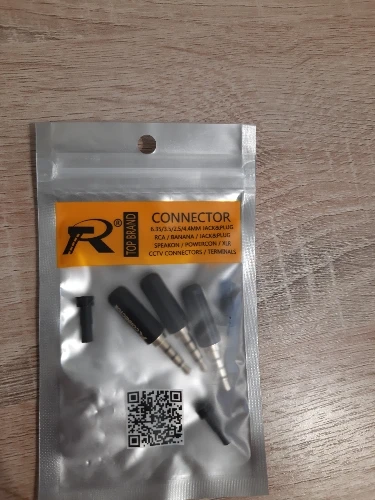 R®
TOP BRAND
CONNECTOR
6.35/3.5/2.5/4.4MM JACK&PLUG
RCA / BANANA / JACK&PLUG
SPEAKON / POWERCON / XLR
CCTV CONNECTORS / TERMINALS